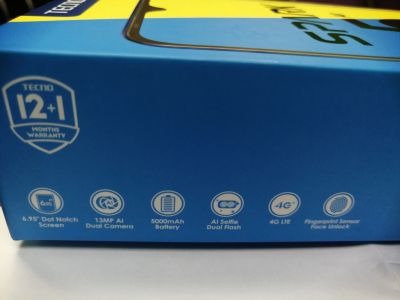 TECNO
TECNO
12+1
MONTHS
WARRANTY
6.95" Dot Notch
Screen
13MP AI
Dual Camera
5000mAh
Battery
AI Selfie
Dual Flash
4G
4G LTE
Fingerprint Sensor
Face Unlock